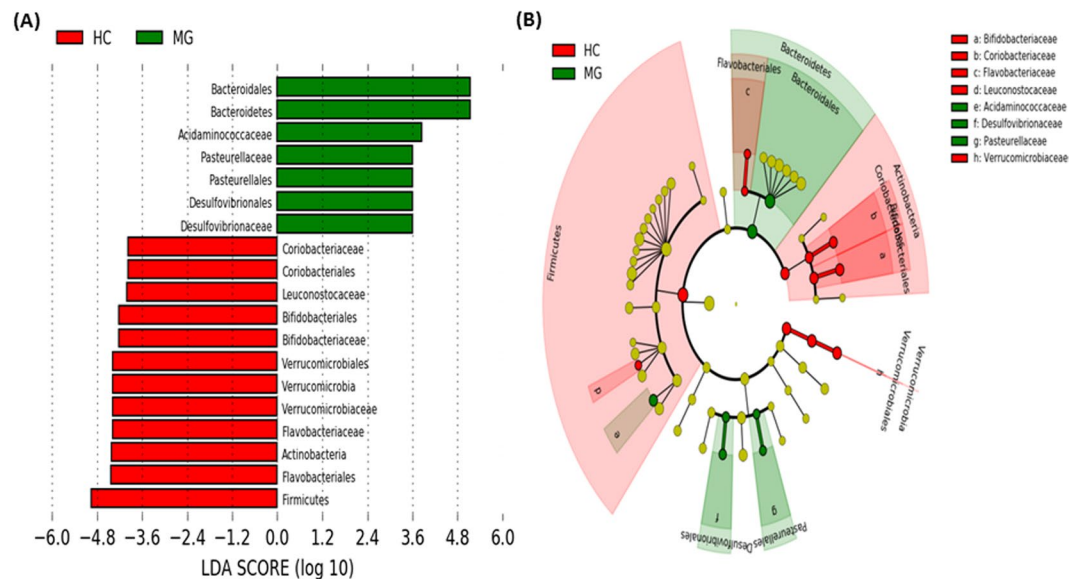 (A)
HC MG
Bacteroidales
Bacteroidetes
Acidaminococcaceae
Pasteurellaceae
Pasteurellales
Desulfovibrionales
Desulfovibrionaceae
Coriobacteriaceae
Coriobacteriales
Leuconostocaceae
Bifidobacteriales
Bifidobacteriaceae
Verrucomicrobiales
Verrucomicrobia
Verrucomicrobiaceae
Flavobacteriaceae
Actinobacteria
Flavobacteriales
Firmicutes
−6.0 −4.8 −3.6 −2.4 −1.2 0.0 1.2 2.4 3.6 4.8 6.0
LDA SCORE (log 10)
(B)
HC
MG
a: Bifidobacteriaceae
b: Coriobacteriaceae
c: Flavobacteriaceae
d: Leuconostocaceae
e: Acidaminococcaceae
f: Desulfovibrionaceae
g: Pasteurellaceae
h: Verrucomicrobiaceae
Bacteroidetes
Flavobacteriales
Bacteroidales
c
Actinobacteria
b
a
Firmicutes
Verrucomicrobia
Verrucomicrobiales
h
d
e
f
g
Desulfovibrionales
Pasteurellales